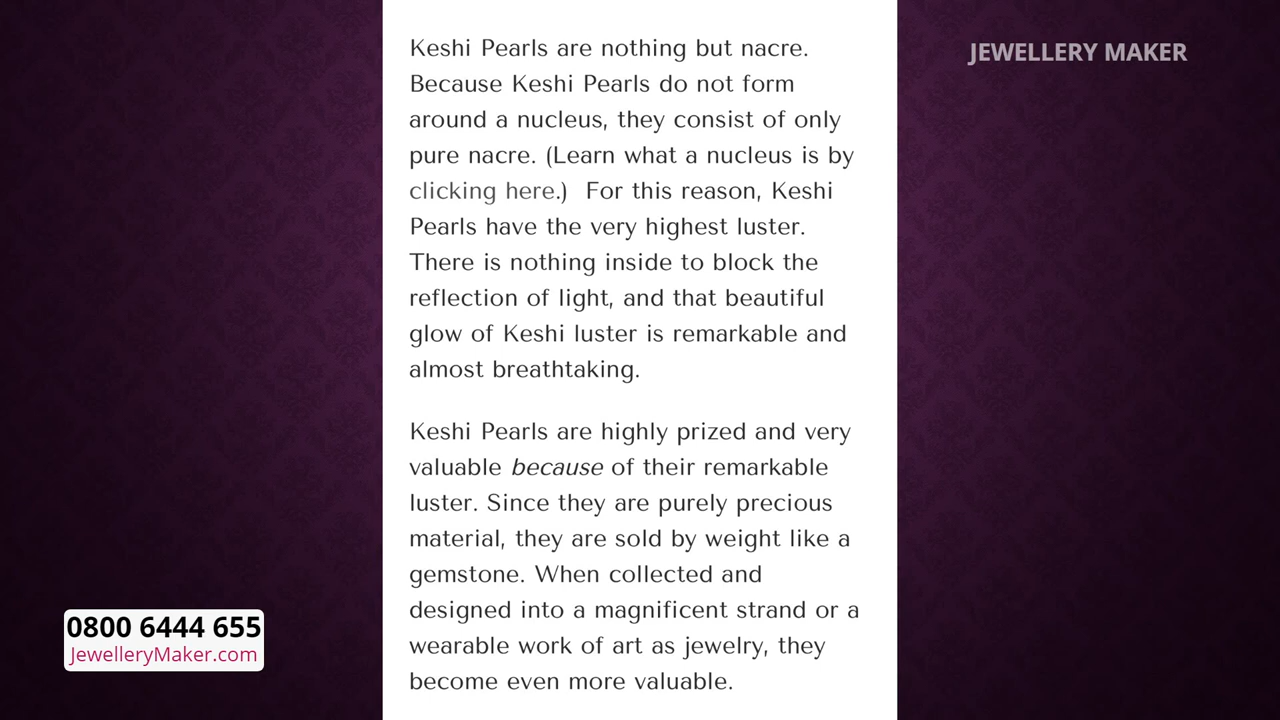 Keshi Pearls are nothing but nacre.
Because Keshi Pearls do not form
around a nucleus, they consist of only
pure nacre. (Learn what a nucleus is by
clicking here.)  For this reason, Keshi
Pearls have the very highest luster.
There is nothing inside to block the
reflection of light, and that beautiful
glow of Keshi luster is remarkable and
almost breathtaking.
Keshi Pearls are highly prized and very
valuable because of their remarkable
luster. Since they are purely precious
material, they are sold by weight like a
gemstone. When collected and
designed into a magnificent strand or a
wearable work of art as jewelry, they
become even more valuable.
JEWELLERY MAKER
0800 6444 655
JewelleryMaker.com